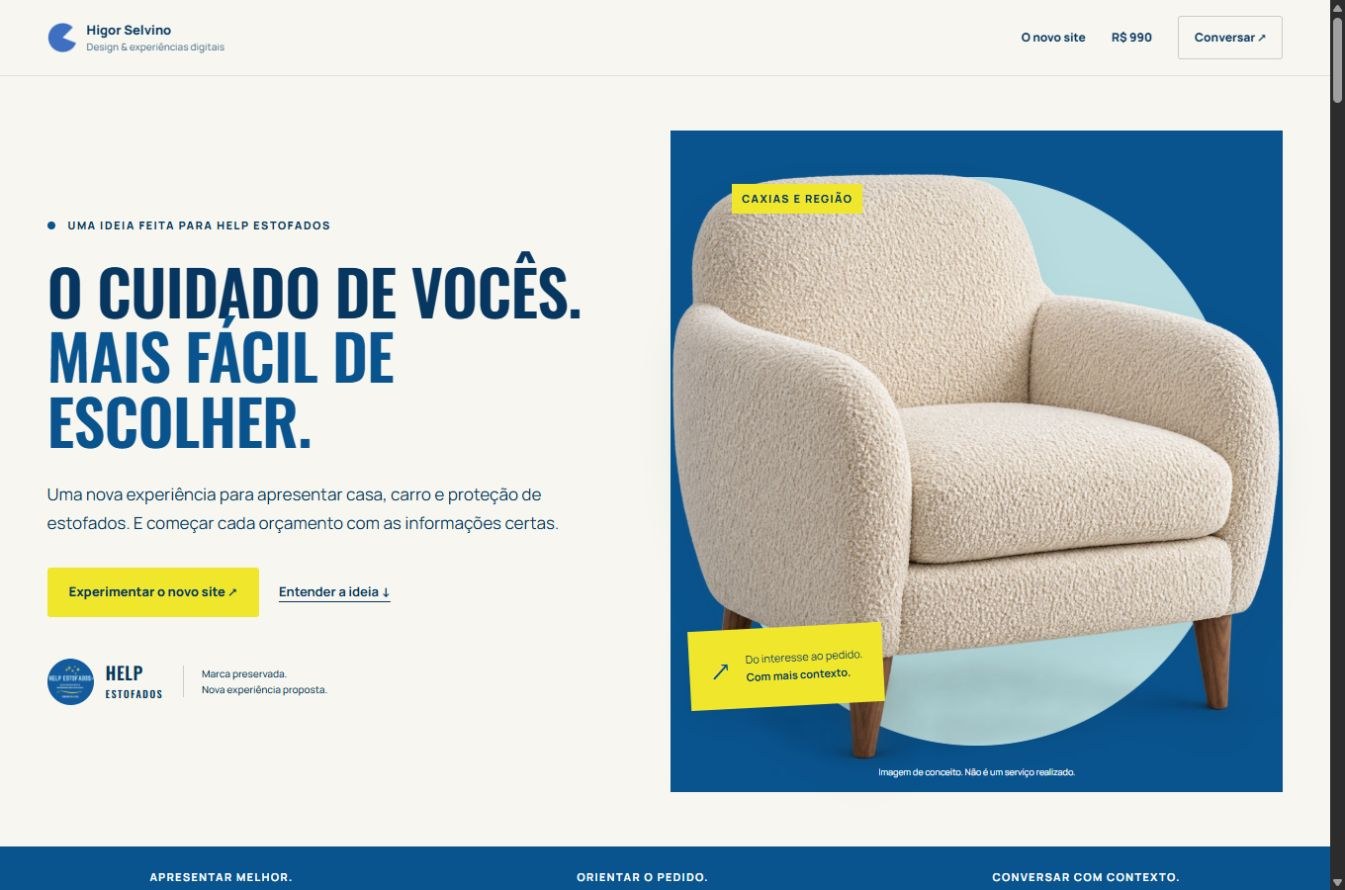 Higor Selvino
Design & experiências digitais
O novo site
R$ 990
Conversar ↗
UMA IDEIA FEITA PARA HELP ESTOFADOS
O CUIDADO DE VOCÊS.
MAIS FÁCIL DE
ESCOLHER.
Uma nova experiência para apresentar casa, carro e proteção de
estofados. E começar cada orçamento com as informações certas.
Experimentar o novo site ↗
Entender a ideia ↓
HELP ESTOFADOS
HELP
ESTOFADOS
Marca preservada.
Nova experiência proposta.
CAXIAS E REGIÃO
↗
Do interesse ao pedido.
Com mais contexto.
Imagem de conceito. Não é um serviço realizado.
APRESENTAR MELHOR.
ORIENTAR O PEDIDO.
CONVERSAR COM CONTEXTO.